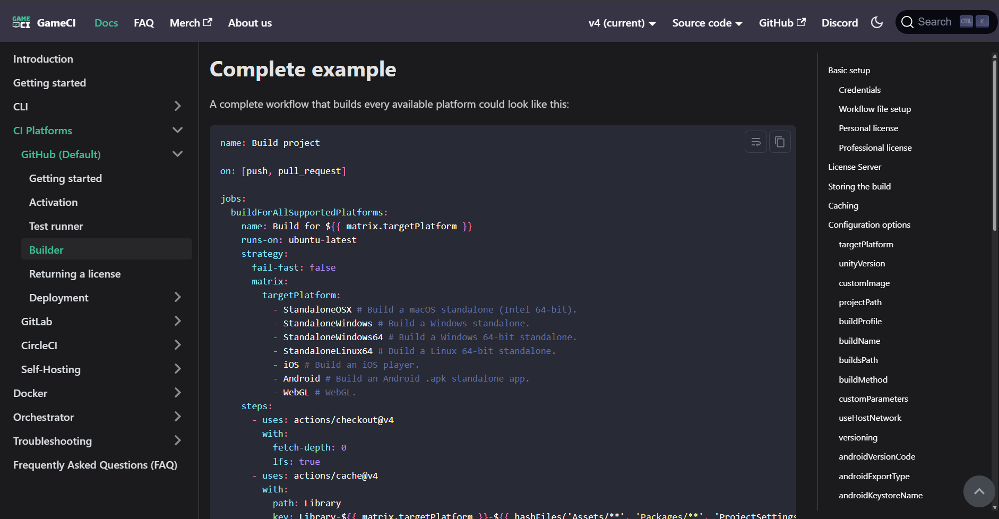 GAME CI GameCI Docs FAQ Merch About us v4 (current) Source code GitHub Discord Search CTRL K
Introduction
Getting started
CLI
CI Platforms
GitHub (Default)
Getting started
Activation
Test runner
Builder
Returning a license
Deployment
GitLab
CircleCI
Self-Hosting
Docker
Orchestrator
Troubleshooting
Frequently Asked Questions (FAQ)
Complete example
A complete workflow that builds every available platform could look like this:
name: Build project
on: [push, pull_request]
jobs:
  buildForAllSupportedPlatforms:
    name: Build for ${{ matrix.targetPlatform }}
    runs-on: ubuntu-latest
    strategy:
      fail-fast: false
      matrix:
        targetPlatform:
          - StandaloneOSX # Build a macOS standalone (Intel 64-bit).
          - StandaloneWindows # Build a Windows standalone.
          - StandaloneWindows64 # Build a Windows 64-bit standalone.
          - StandaloneLinux64 # Build a Linux 64-bit standalone.
          - iOS # Build an iOS player.
          - Android # Build an Android .apk standalone app.
          - WebGL # WebGL.
    steps:
      - uses: actions/checkout@v4
        with:
          fetch-depth: 0
          lfs: true
      - uses: actions/cache@v4
        with:
          path: Library
          key: Library-${{ matrix.targetPlatform }}-${{ hashFiles('Assets/**', 'Packages/**', 'ProjectSettings
Basic setup
Credentials
Workflow file setup
Personal license
Professional license
License Server
Storing the build
Caching
Configuration options
targetPlatform
unityVersion
customImage
projectPath
buildProfile
buildName
buildsPath
buildMethod
customParameters
useHostNetwork
versioning
androidVersionCode
androidExportType
androidKeystoreName